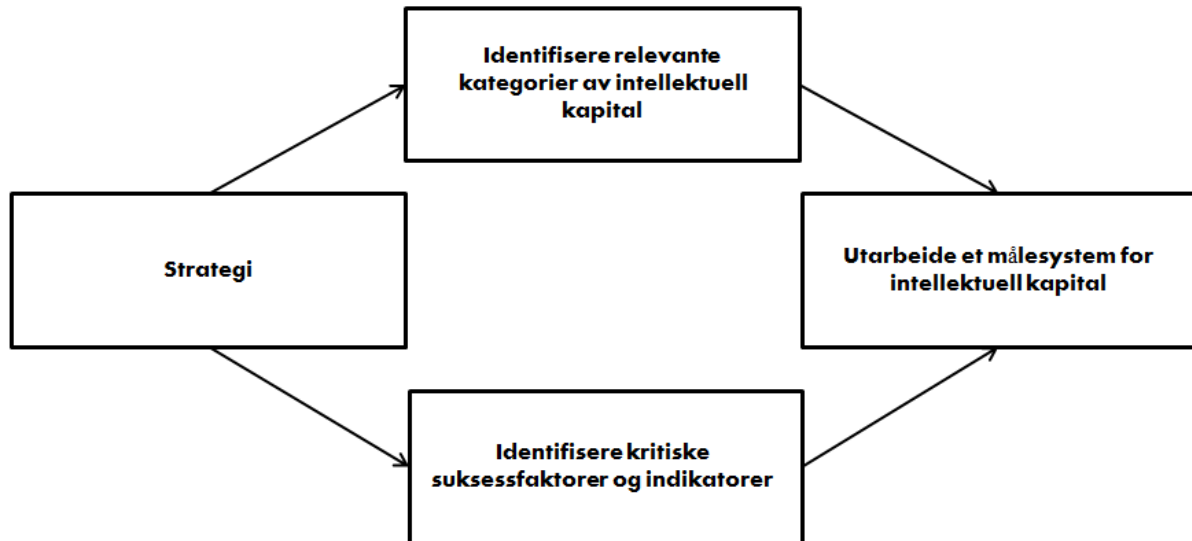 Identifisere relevante
kategorier av intellektuell
kapital
Strategi
Utarbeide et målesystem for
intellektuell kapital
Identifisere kritiske
suksessfaktorer og indikatorer